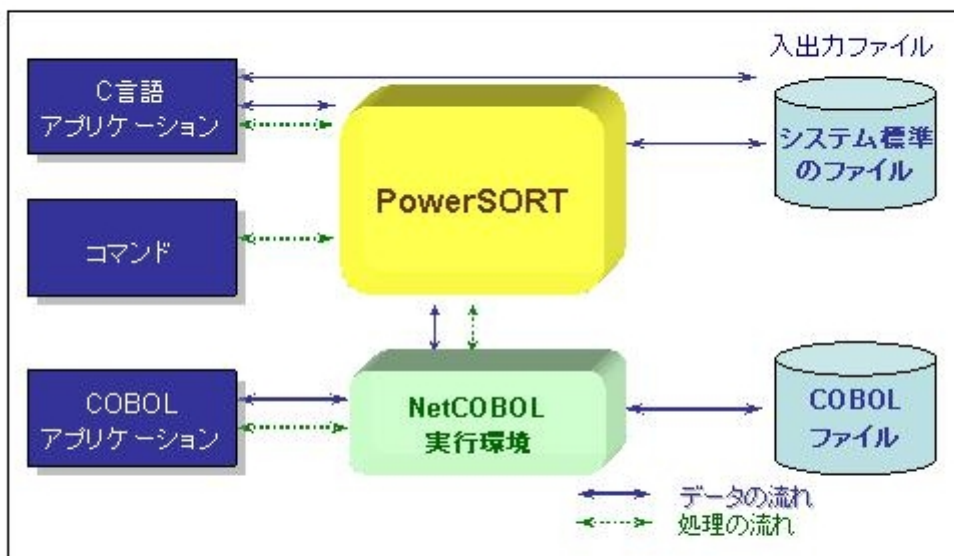 入出力ファイル
C言語
アプリケーション
システム標準
のファイル
PowerSORT
コマンド
COBOL
アプリケーション
NetCOBOL
実行環境
COBOL
ファイル
データの流れ
処理の流れ